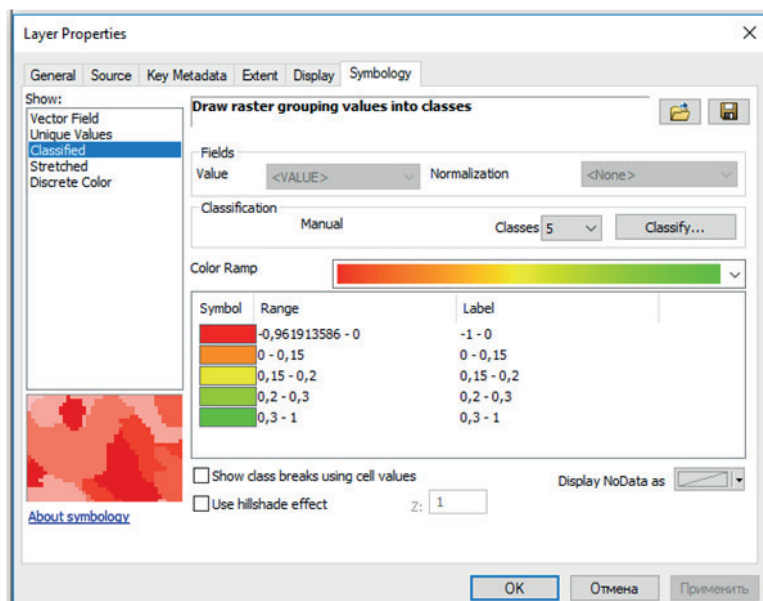 Layer Properties
General Source Key Metadata Extent Display Symbology
Show:
Vector Field
Unique Values
Classified
Stretched
Discrete Color
Draw raster grouping values into classes
Fields
Value <VALUE> Normalization <None>
Classification
Manual Classes 5 Classify...
Color Ramp
Symbol Range Label
-0,961913586 - 0 -1 - 0
0 - 0,15 0 - 0,15
0,15 - 0,2 0,15 - 0,2
0,2 - 0,3 0,2 - 0,3
0,3 - 1 0,3 - 1
Show class breaks using cell values Display NoData as
Use hillshade effect Z: 1
About symbology
OK Отмена Применить